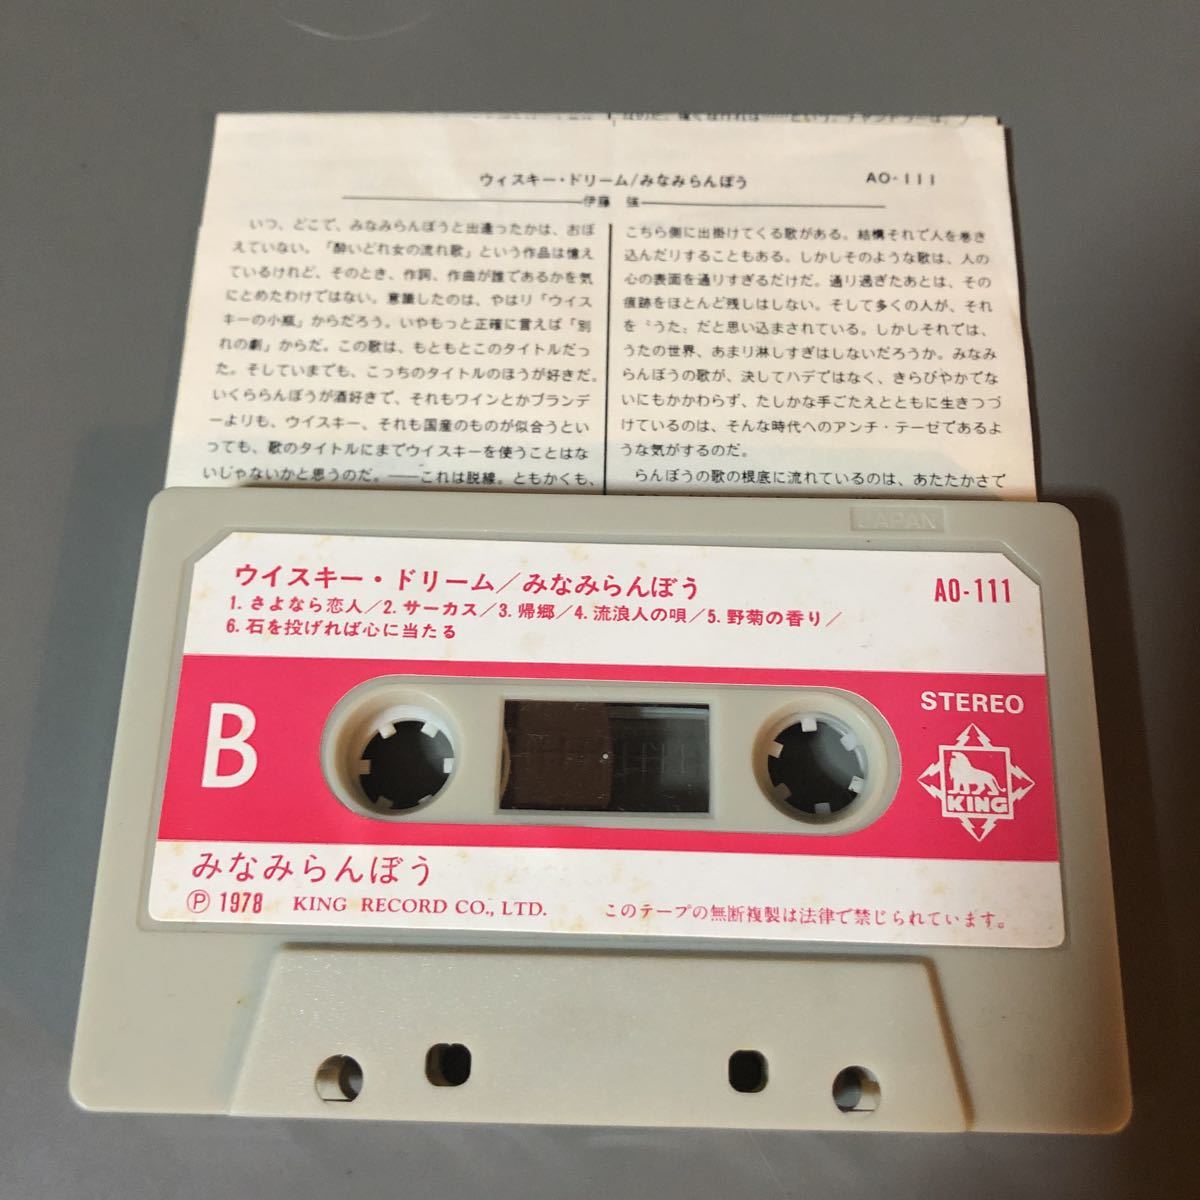 ウィスキー・ドリーム/みなみらんぼう AO-111
伊藤 強
いつ、どこで、みなみらんぼうと出逢ったかは、おぼ
えていない。「酔いどれ女の流れ歌」という作品は憶え
ているけれど、そのとき、作詞、作曲が誰であるかを気
にとめたわけではない。意識したのは、やはり「ウイス
キーの小瓶」からだろう。いやもっと正確に言えば「別
れの劇」からだ。この歌は、もともとこのタイトルだっ
た。そしていまでも、こっちのタイトルのほうが好きだ。
いくららんぼうが酒好きで、それもワインとかブランデ
ーよりも、ウイスキー、それも国産のものが似合うとい
っても、歌のタイトルにまでウイスキーを使うことはな
いじゃないかと思うのだ。——これは脱線。ともかくも、
こちら側に出掛けてくる歌がある。結構それで人を巻き
込んだりすることもある。しかしそのような歌は、人の
心の表面を通りすぎるだけだ。通り過ぎたあとは、その
痕跡をほとんど残しはしない。そして多くの人が、それ
を〝うた〟だと思い込まされている。しかしそれでは、
うたの世界、あまり淋しすぎはしないだろうか。みなみ
らんぼうの歌が、決してハデではなく、きらびやかでな
いにもかかわらず、たしかな手ごたえとともに生きつづ
けているのは、そんな時代へのアンチ・テーゼであるよ
うな気がするのだ。
らんぼうの歌の根底に流れているのは、あたたかさで
JAPAN
ウイスキー・ドリーム/みなみらんぼう AO-111
1. さよなら恋人/2. サーカス/3. 帰郷/4. 流浪人の唄/5. 野菊の香り/
6. 石を投げれば心に当たる
STEREO
B
KING
みなみらんぼう
Ⓟ 1978 KING RECORD CO., LTD. このテープの無断複製は法律で禁じられています。